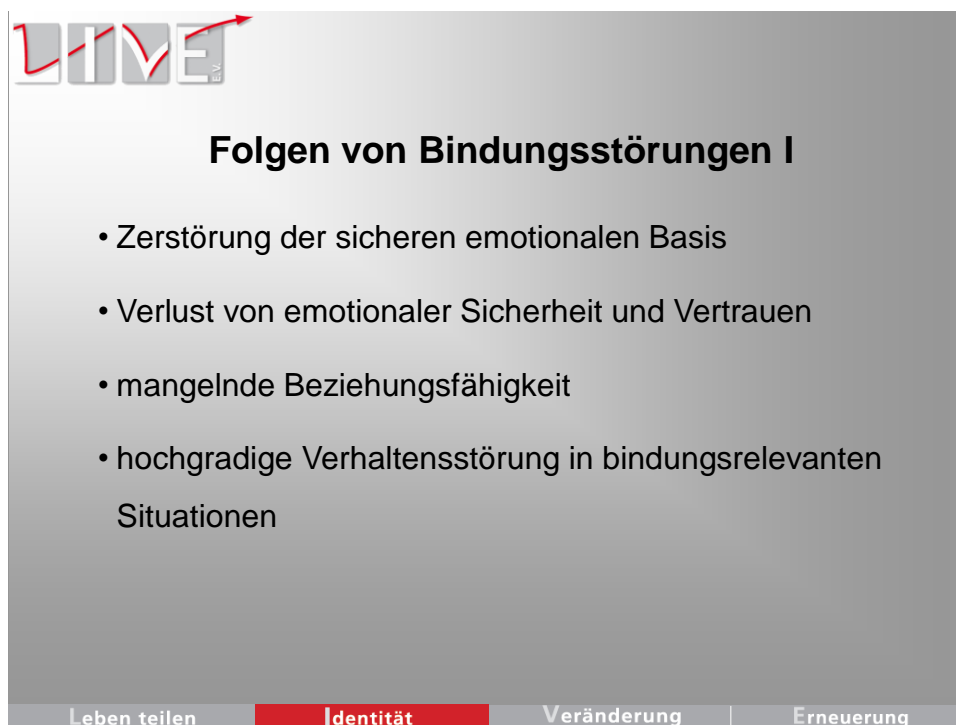 LIVE E.V.
Folgen von Bindungsstörungen I
• Zerstörung der sicheren emotionalen Basis
• Verlust von emotionaler Sicherheit und Vertrauen
• mangelnde Beziehungsfähigkeit
• hochgradige Verhaltensstörung in bindungsrelevanten
Situationen
Leben teilen Identität Veränderung Erneuerung